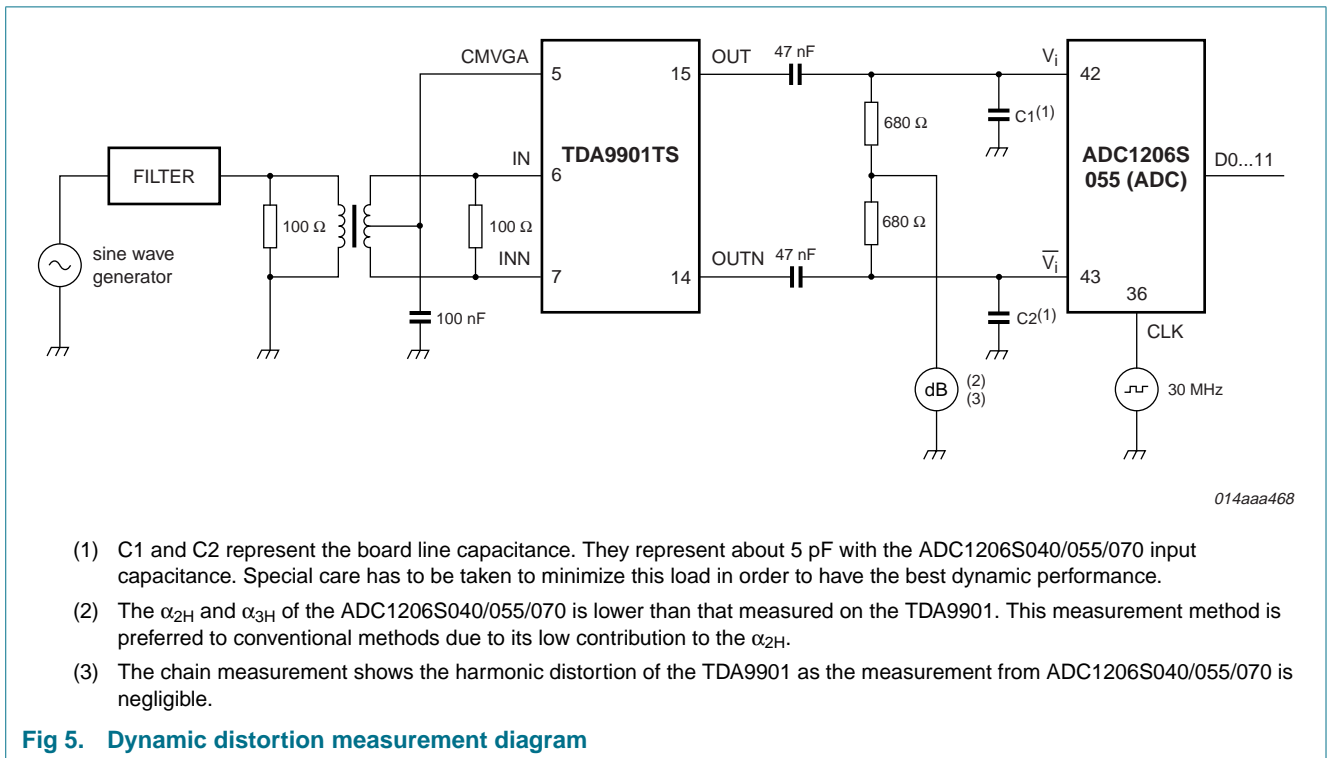 CMVGA
5
15
OUT
47 nF
Vi
42
680 Ω
C1(1)
FILTER
IN
6
TDA9901TS
ADC1206S
055 (ADC)
D0...11
100 Ω
100 Ω
680 Ω
sine wave
generator
INN
7
14
OUTN
47 nF
V̅i̅
43
100 nF
C2(1)
36
CLK
dB
(2)
(3)
30 MHz
014aaa468
(1) C1 and C2 represent the board line capacitance. They represent about 5 pF with the ADC1206S040/055/070 input
capacitance. Special care has to be taken to minimize this load in order to have the best dynamic performance.
(2) The α2H and α3H of the ADC1206S040/055/070 is lower than that measured on the TDA9901. This measurement method is
preferred to conventional methods due to its low contribution to the α2H.
(3) The chain measurement shows the harmonic distortion of the TDA9901 as the measurement from ADC1206S040/055/070 is
negligible.
Fig 5. Dynamic distortion measurement diagram